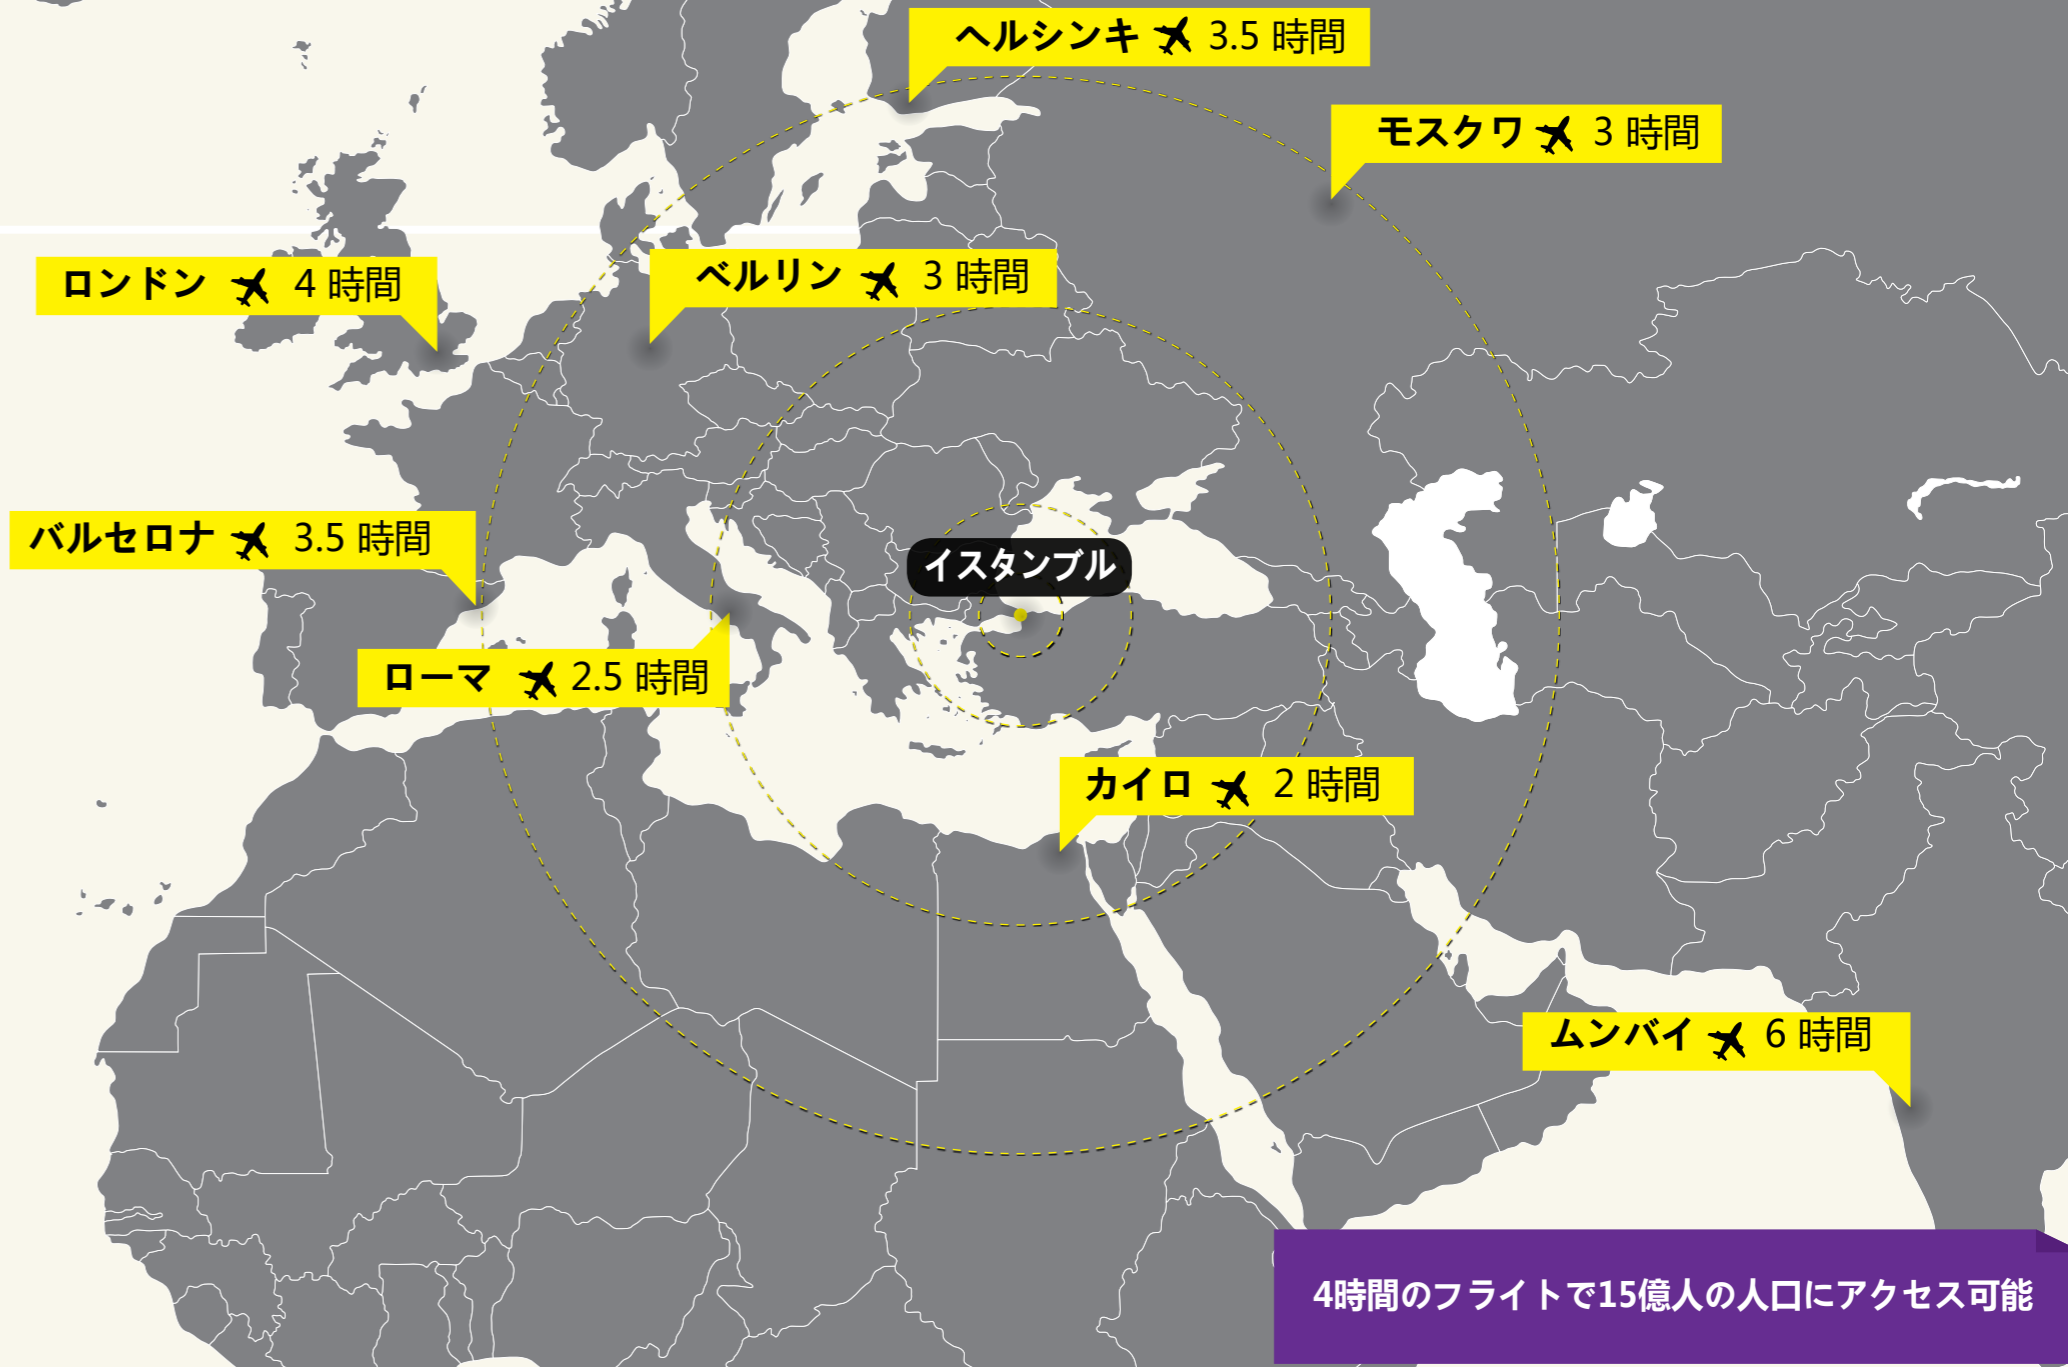 ヘルシンキ 3.5 時間
モスクワ 3 時間
ロンドン 4 時間
ベルリン 3 時間
バルセロナ 3.5 時間
イスタンブル
ローマ 2.5 時間
カイロ 2 時間
ムンバイ 6 時間
4時間のフライトで15億人の人口にアクセス可能